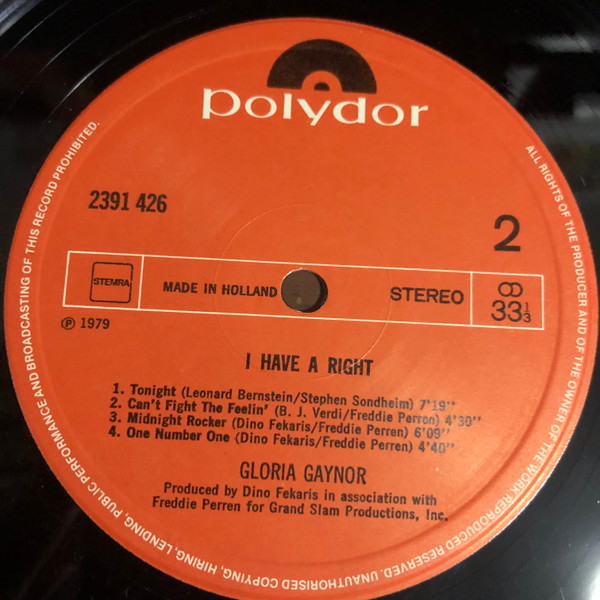 polydor
2391 426
2
STEMRA
MADE IN HOLLAND
STEREO
33⅓
℗ 1979
I HAVE A RIGHT
1. Tonight (Leonard Bernstein/Stephen Sondheim) 7'19''
2. Can't Fight The Feelin' (B. J. Verdi/Freddie Perren) 4'30''
3. Midnight Rocker (Dino Fekaris/Freddie Perren) 6'09''
4. One Number One (Dino Fekaris/Freddie Perren) 4'40''
GLORIA GAYNOR
Produced by Dino Fekaris in association with
Freddie Perren for Grand Slam Productions, Inc.
ALL RIGHTS OF THE PRODUCER AND OF THE OWNER OF THE WORK REPRODUCED RESERVED. UNAUTHORISED COPYING, HIRING, LENDING, PUBLIC PERFORMANCE AND BROADCASTING OF THIS RECORD PROHIBITED.